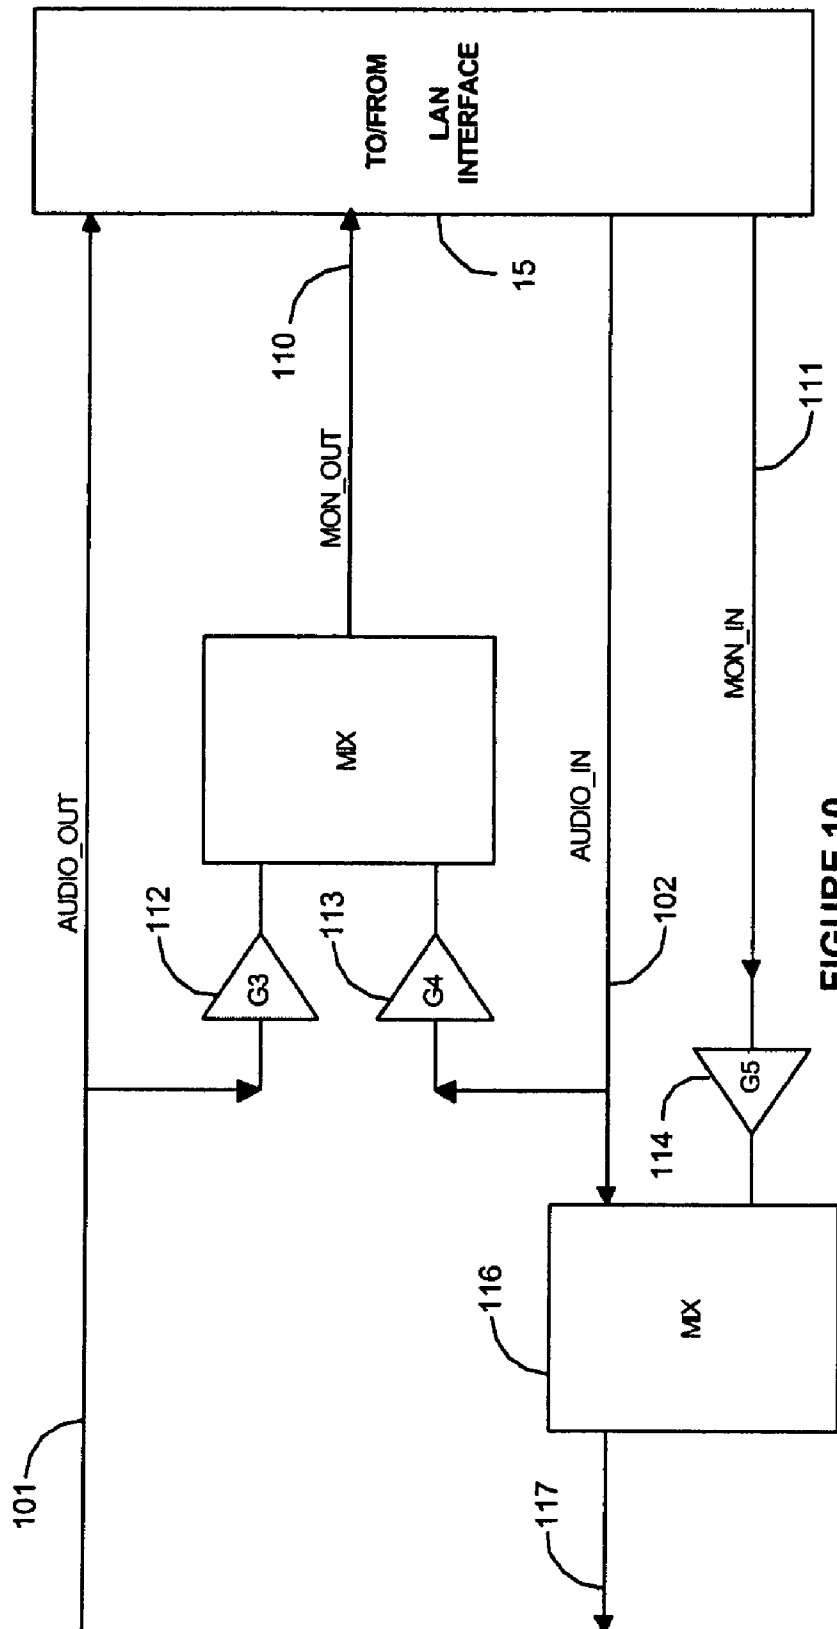 101
AUDIO_OUT
112
G3
113
G4
MIX
MON_OUT
110
TO/FROM
LAN
INTERFACE
15
117
116
MIX
102
AUDIO_IN
114
G5
MON_IN
111
FIGURE 10